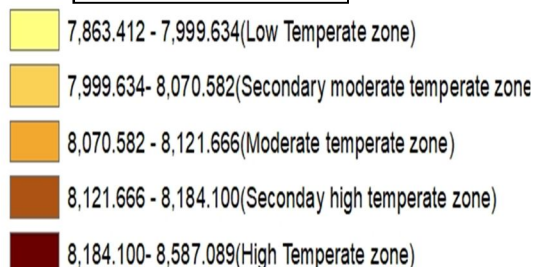 7,863.412 - 7,999.634(Low Temperate zone)
7,999.634- 8,070.582(Secondary moderate temperate zone
8,070.582 - 8,121.666(Moderate temperate zone)
8,121.666 - 8,184.100(Seconday high temperate zone)
8,184.100- 8,587.089(High Temperate zone)